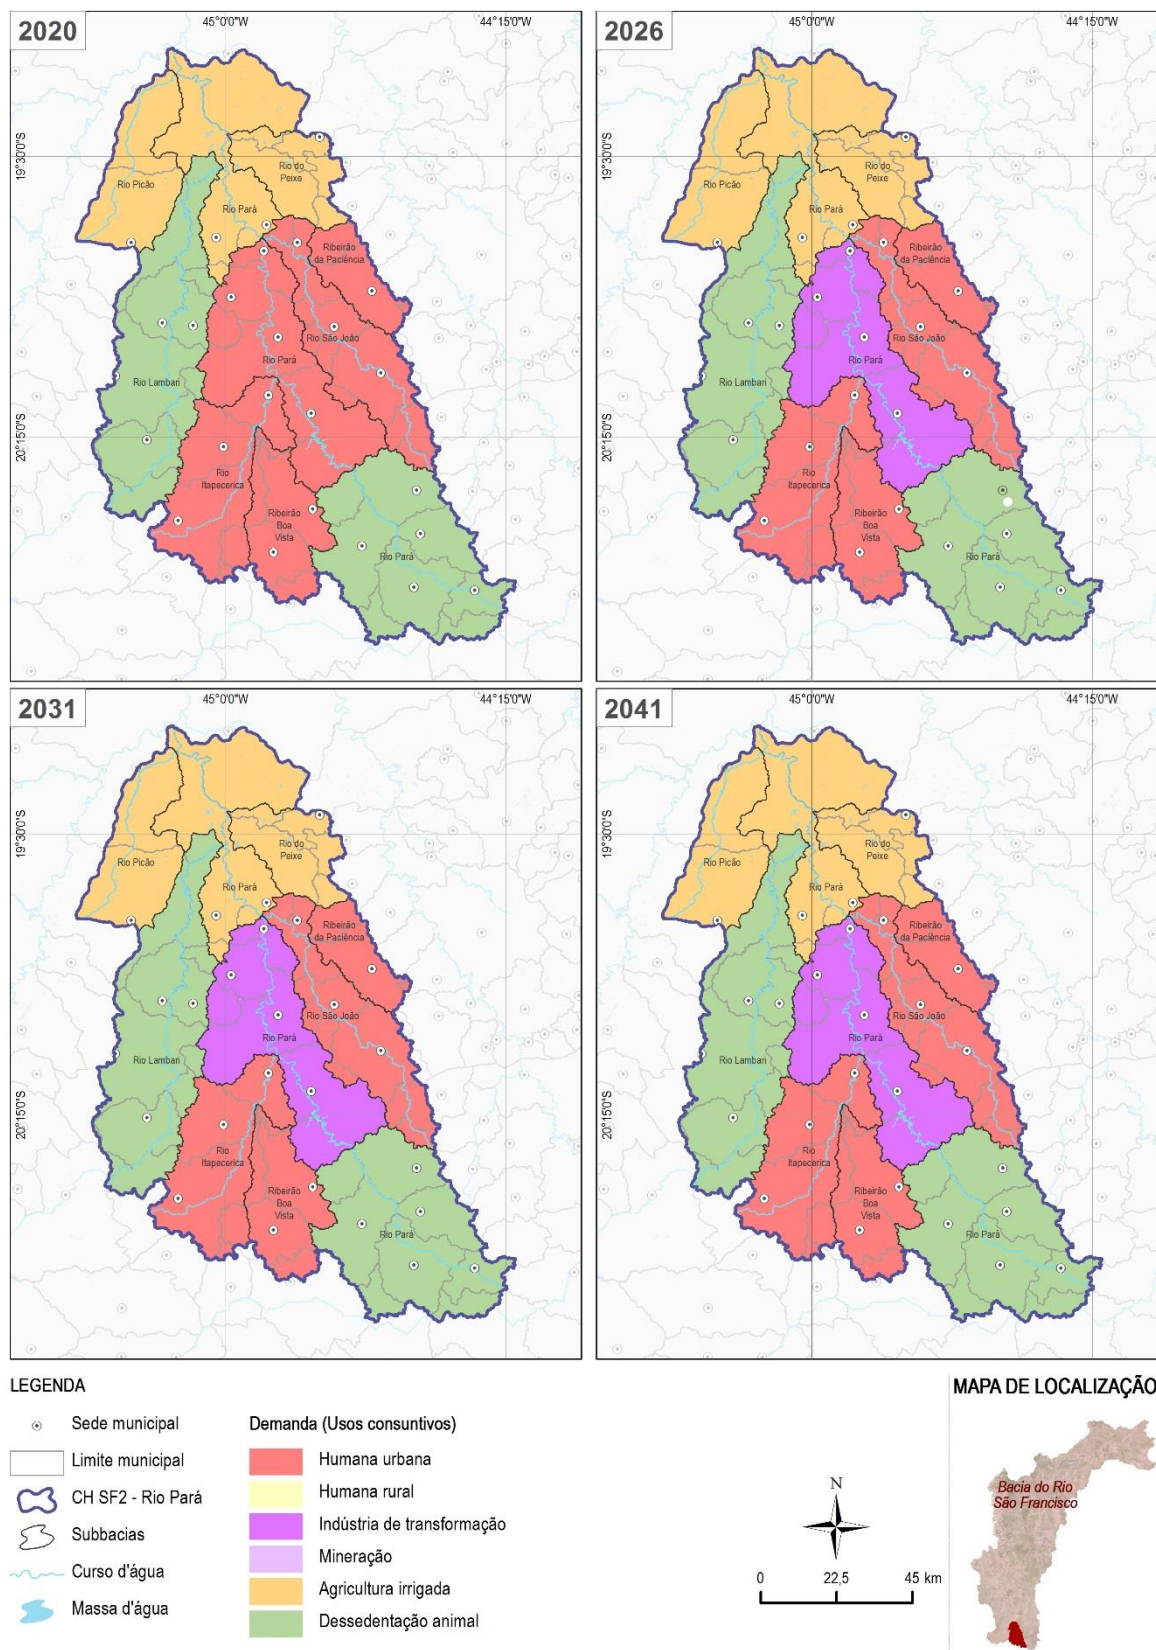 2020
45°0'0"W
44°15'0"W
19°30'0"S
20°15'0"S
Rio Picão
Rio do
Peixe
Rio Pará
Ribeirão
da Paciência
Rio São João
Rio Pará
Rio Lambari
Rio
Itapecerica
Ribeirão
Boa
Vista
Rio Pará
2026
45°0'0"W
44°15'0"W
19°30'0"S
20°15'0"S
Rio Picão
Rio do
Peixe
Rio Pará
Ribeirão
da Paciência
Rio São João
Rio Pará
Rio Lambari
Rio
Itapecerica
Ribeirão
Boa
Vista
Rio Pará
2031
45°0'0"W
44°15'0"W
19°30'0"S
20°15'0"S
Rio Picão
Rio do
Peixe
Rio Pará
Ribeirão
da Paciência
Rio São João
Rio Pará
Rio Lambari
Rio
Itapecerica
Ribeirão
Boa
Vista
Rio Pará
2041
45°0'0"W
44°15'0"W
19°30'0"S
20°15'0"S
Rio Picão
Rio do
Peixe
Rio Pará
Ribeirão
da Paciência
Rio São João
Rio Pará
Rio Lambari
Rio
Itapecerica
Ribeirão
Boa
Vista
Rio Pará
LEGENDA
Sede municipal
Limite municipal
CH SF2 - Rio Pará
Subbacias
Curso d'água
Massa d'água
Demanda (Usos consuntivos)
Humana urbana
Humana rural
Indústria de transformação
Mineração
Agricultura irrigada
Dessedentação animal
N
0 22,5 45 km
MAPA DE LOCALIZAÇÃO
Bacia do Rio
São Francisco